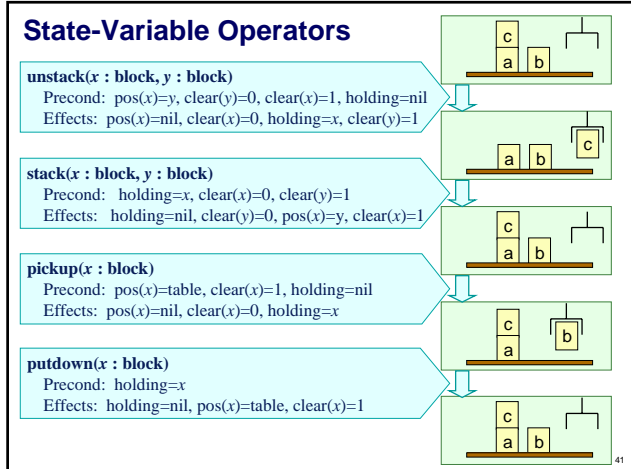 State-Variable Operators
unstack(x : block, y : block)
Precond: pos(x)=y, clear(y)=0, clear(x)=1, holding=nil
Effects: pos(x)=nil, clear(x)=0, holding=x, clear(y)=1
stack(x : block, y : block)
Precond: holding=x, clear(x)=0, clear(y)=1
Effects: holding=nil, clear(y)=0, pos(x)=y, clear(x)=1
pickup(x : block)
Precond: pos(x)=table, clear(x)=1, holding=nil
Effects: pos(x)=nil, clear(x)=0, holding=x
putdown(x : block)
Precond: holding=x
Effects: holding=nil, pos(x)=table, clear(x)=1
c
a b
c
a b
c
a b
c
b
a
c
a b
41